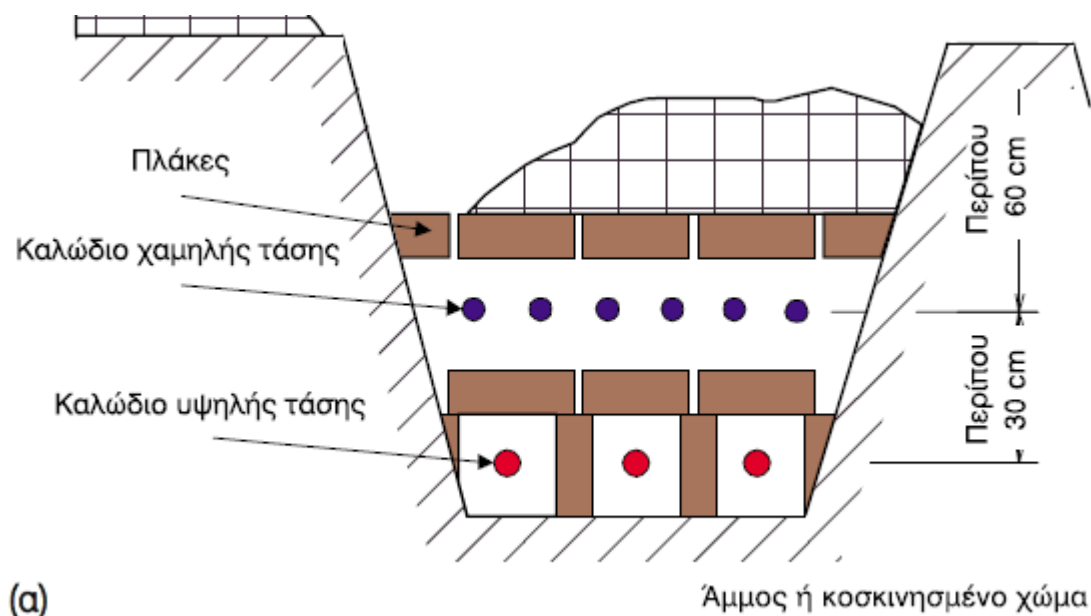 Πλάκες
Καλώδιο χαμηλής τάσης
Καλώδιο υψηλής τάσης
Περίπου
60 cm
Περίπου
30 cm
(α)
Άμμος ή κοσκινησμένο χώμα